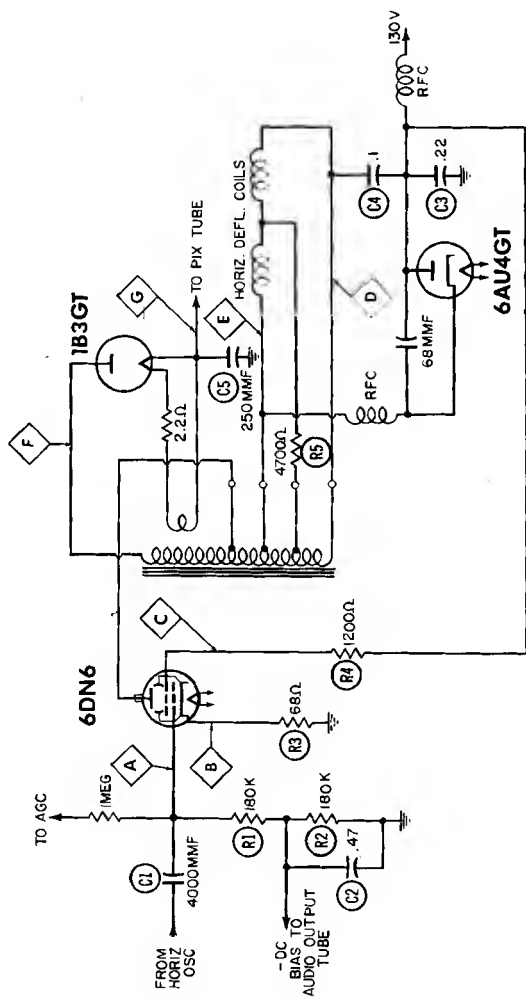 TO AGC
1MEG
FROM
HORIZ
OSC
C1
4000MMF
A
6DN6
R1
180K
- DC
BIAS TO
AUDIO OUTPUT
TUBE
R2
180K
C2
.47
B
R3
68Ω
C
R4
1200Ω
F
1B3GT
2.2Ω
G
TO PIX TUBE
C5
250MMF
E
HORIZ. DEFL. COILS
4700Ω
R5
D
C4
.1
RFC
68MMF
C3
.22
6AU4GT
RFC
130V